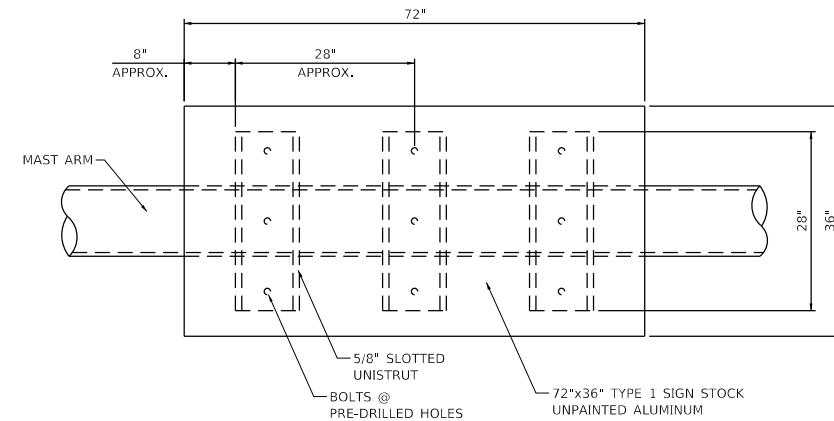 72"
8"
APPROX.
28"
APPROX.
MAST ARM
28"
36"
5/8" SLOTTED
UNISTRUT
BOLTS @
PRE-DRILLED HOLES
72"x36" TYPE 1 SIGN STOCK
UNPAINTED ALUMINUM